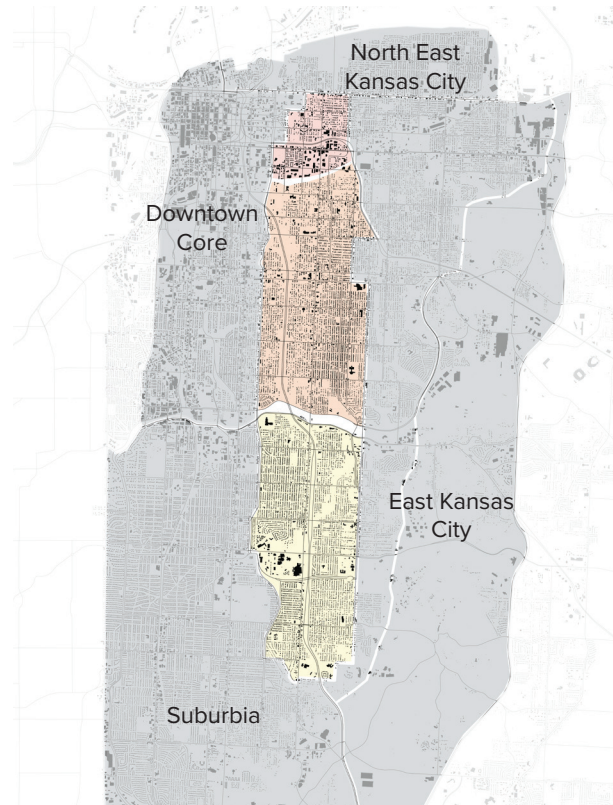 North East
Kansas City
Downtown
Core
East Kansas
City
Suburbia